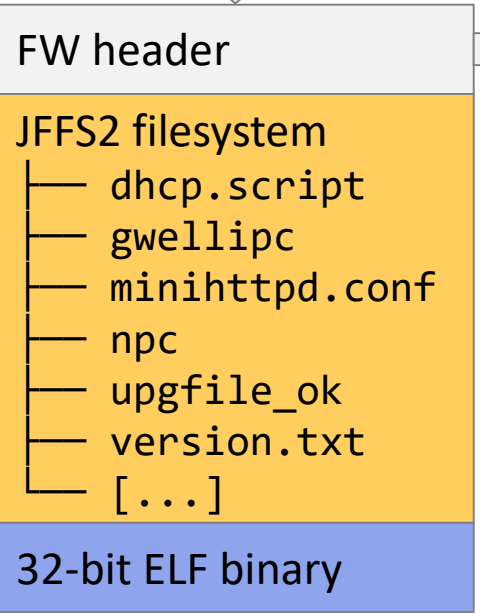 FW header
JFFS2 filesystem
├── dhcp.script
├── gwellipc
├── minihttpd.conf
├── npc
├── upgfile_ok
├── version.txt
└── [...]
32-bit ELF binary